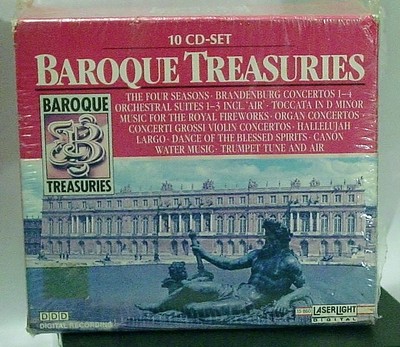 10 CD-SET
BAROQUE TREASURIES
THE FOUR SEASONS · BRANDENBURG CONCERTOS 1–4
ORCHESTRAL SUITES 1–3 INCL. 'AIR' · TOCCATA IN D MINOR
MUSIC FOR THE ROYAL FIREWORKS · ORGAN CONCERTOS ·
CONCERTI GROSSI VIOLIN CONCERTOS · HALLELUJAH
LARGO · DANCE OF THE BLESSED SPIRITS · CANON
WATER MUSIC · TRUMPET TUNE AND AIR
BAROQUE
B
TREASURIES
DDD
DIGITAL RECORDING
LASERLIGHT
DIGITAL